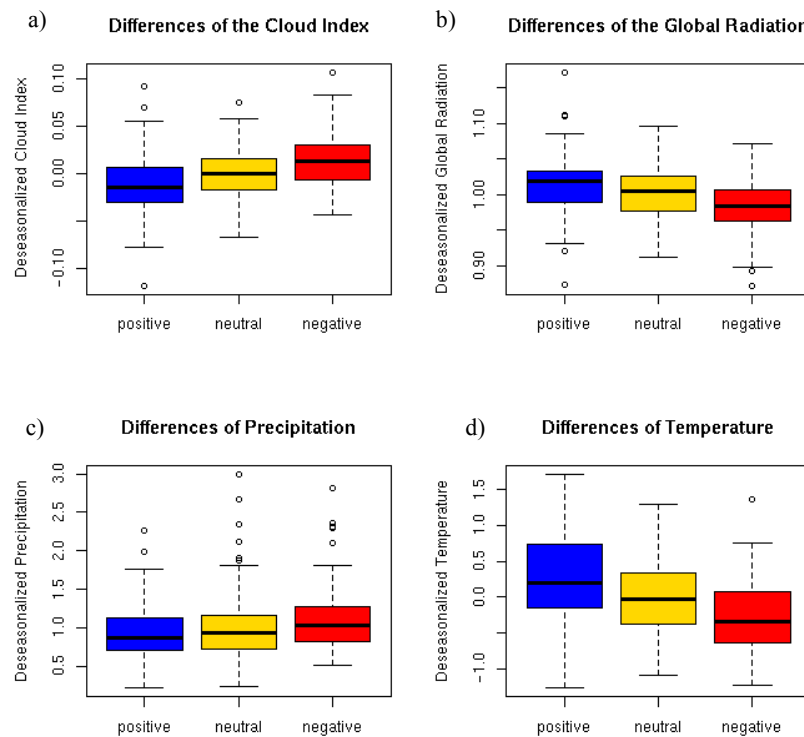 a) Differences of the Cloud Index
Deseasonalized Cloud Index
0.10
0.05
0.00
−0.10
positive neutral negative
b) Differences of the Global Radiation
Deseasonalized Global Radiation
1.10
1.00
0.90
positive neutral negative
c) Differences of Precipitation
Deseasonalized Precipitation
3.0
2.5
2.0
1.5
1.0
0.5
positive neutral negative
d) Differences of Temperature
Deseasonalized Temperature
1.5
1.0
0.5
0.0
−1.0
positive neutral negative